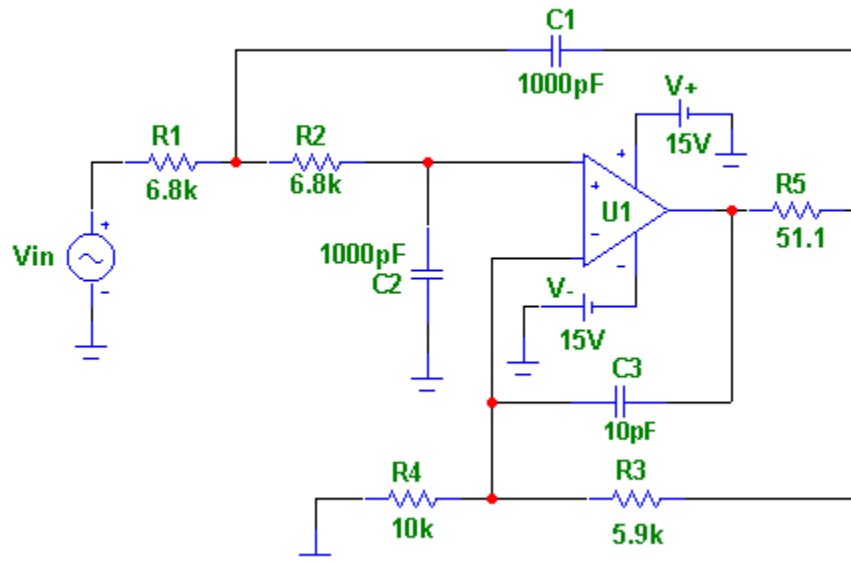 C1
1000pF
V+
15V
R1
6.8k
R2
6.8k
+
+
U1
-
-
R5
51.1
Vin
+
-
1000pF
C2
V-
15V
C3
10pF
R4
10k
R3
5.9k